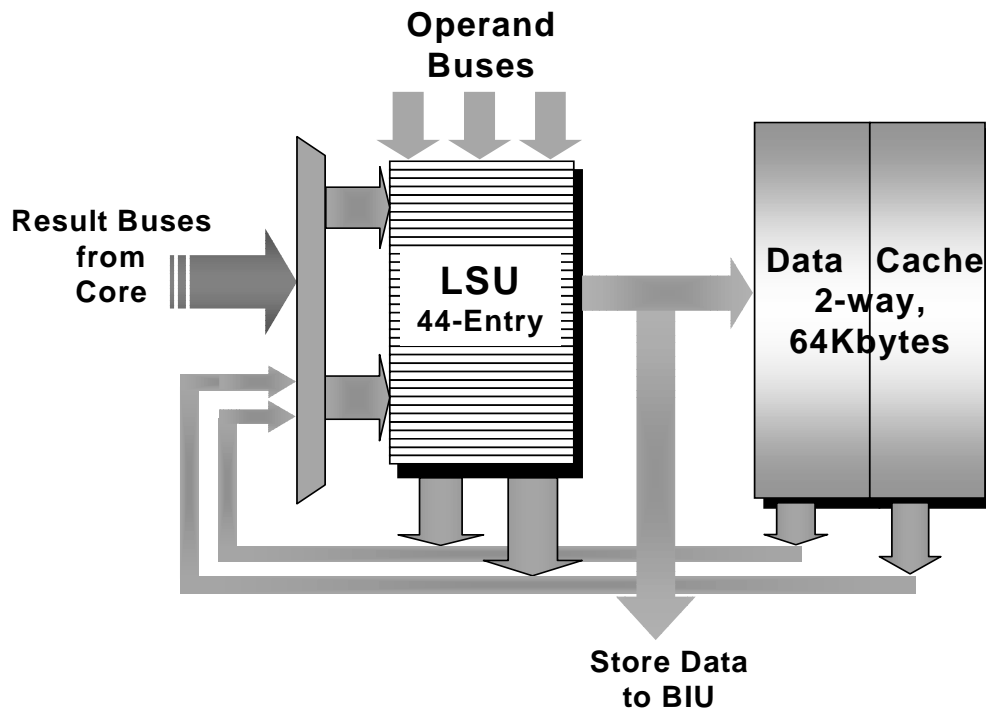 Operand
Buses
Result Buses
from
Core
LSU
44-Entry
Data Cache
2-way,
64Kbytes
Store Data
to BIU